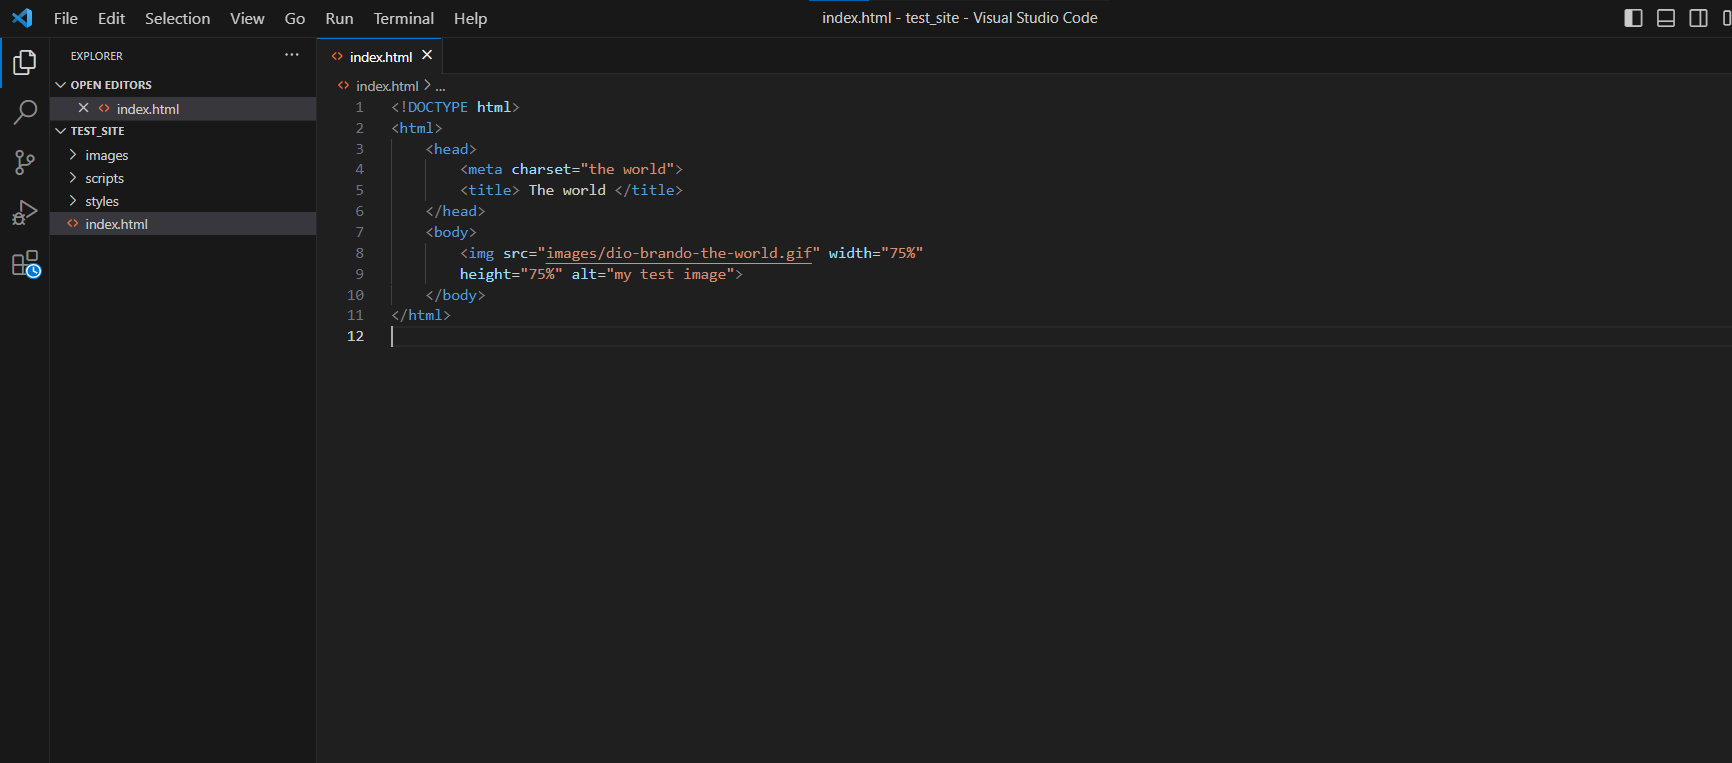 File Edit Selection View Go Run Terminal Help
index.html - test_site - Visual Studio Code
EXPLORER
OPEN EDITORS
index.html
TEST_SITE
images
scripts
styles
index.html
index.html
index.html > ...
1 <!DOCTYPE html>
2 <html>
3 <head>
4 <meta charset="the world">
5 <title> The world </title>
6 </head>
7 <body>
8 <img src="images/dio-brando-the-world.gif" width="75%"
9 height="75%" alt="my test image">
10 </body>
11 </html>
12